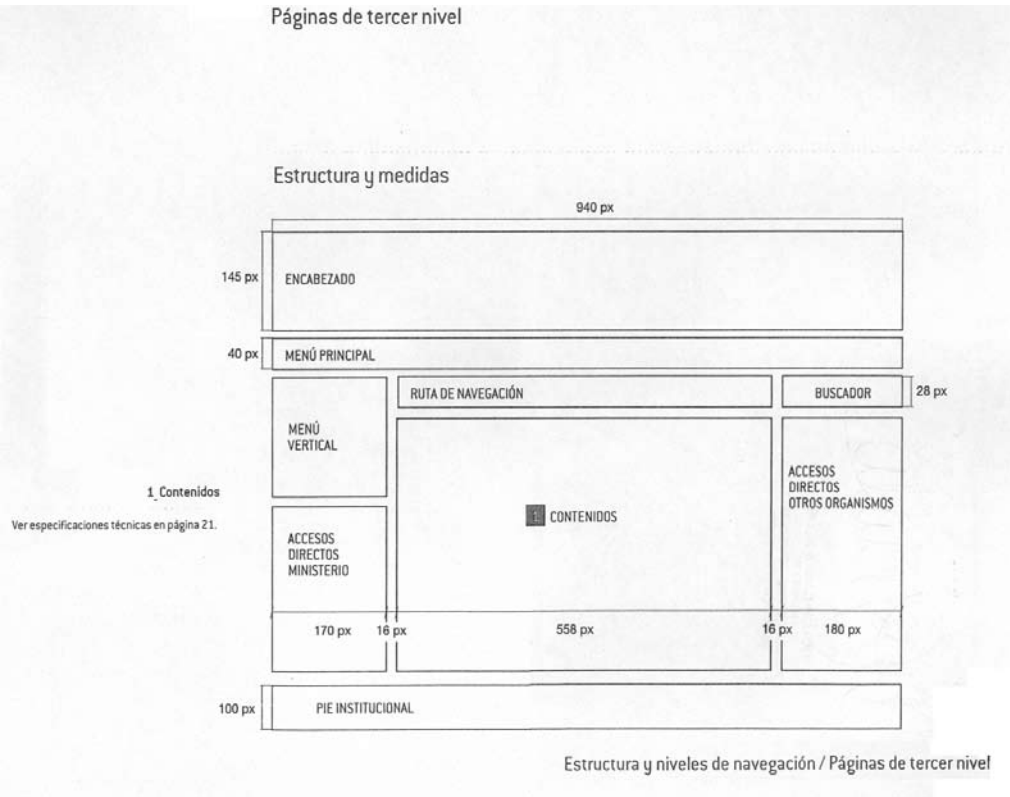 Páginas de tercer nivel
Estructura y medidas
940 px
145 px
ENCABEZADO
40 px
MENÚ PRINCIPAL
RUTA DE NAVEGACIÓN
BUSCADOR
28 px
MENÚ
VERTICAL
1_Contenidos
Ver especificaciones técnicas en página 21.
ACCESOS
DIRECTOS
MINISTERIO
1 CONTENIDOS
ACCESOS
DIRECTOS
OTROS ORGANISMOS
170 px
16 px
558 px
16 px
180 px
100 px
PIE INSTITUCIONAL
Estructura y niveles de navegación / Páginas de tercer nivel